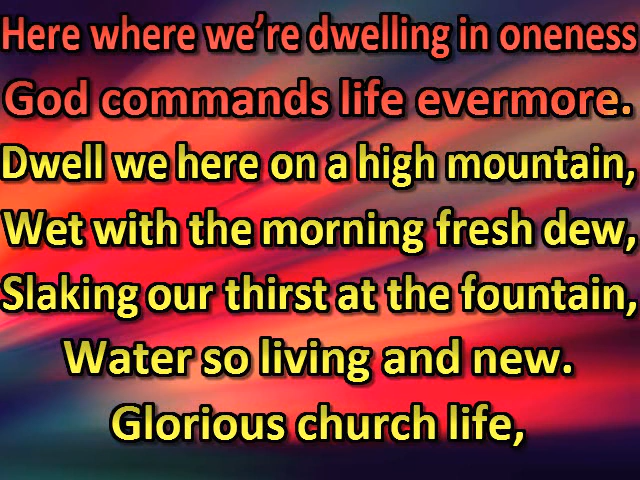 Here where we’re dwelling in oneness
God commands life evermore.
Dwell we here on a high mountain,
Wet with the morning fresh dew,
Slaking our thirst at the fountain,
Water so living and new.
Glorious church life,